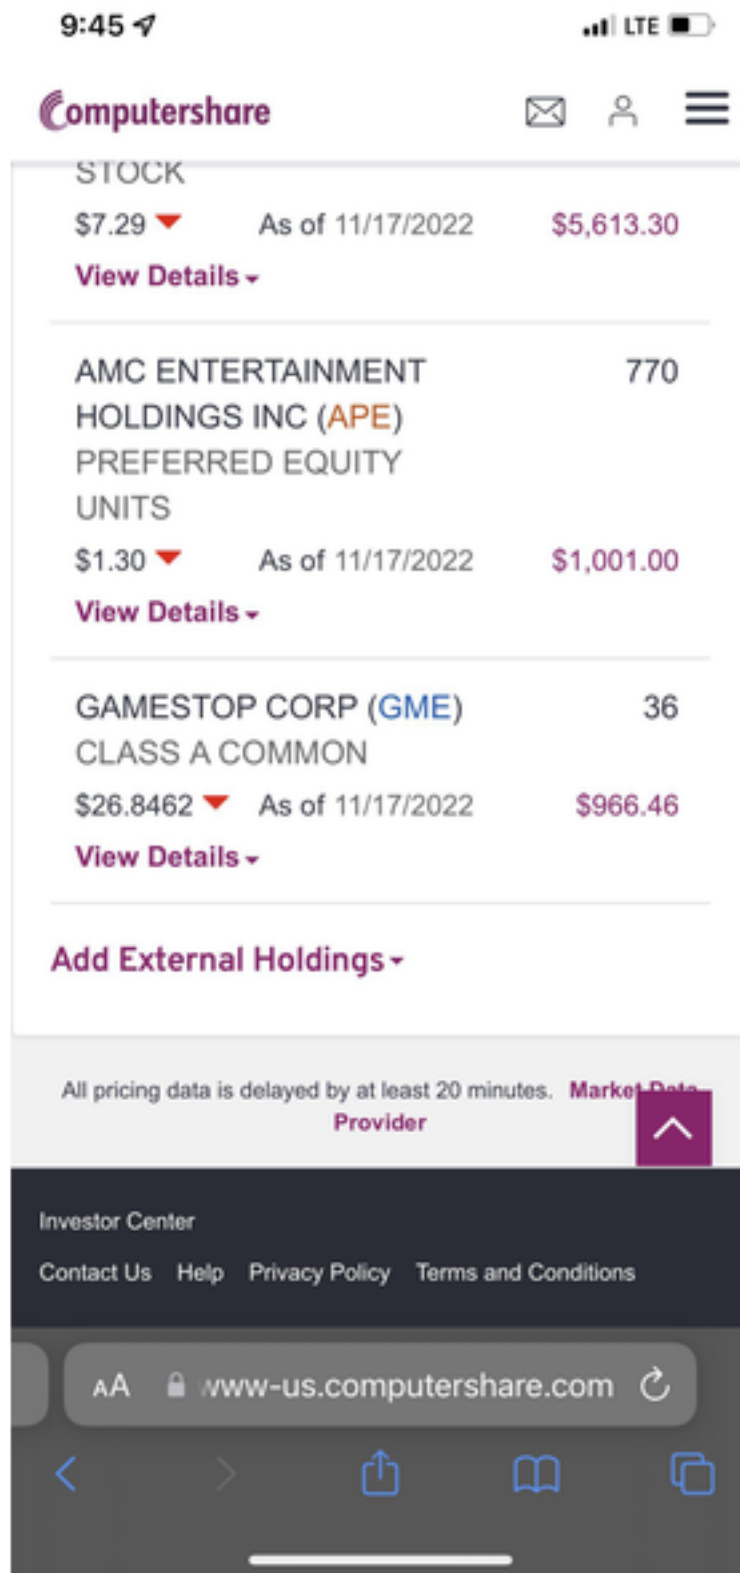 9:45
LTE
Computershare
STOCK
$7.29 As of 11/17/2022 $5,613.30
View Details
AMC ENTERTAINMENT 770
HOLDINGS INC (APE)
PREFERRED EQUITY
UNITS
$1.30 As of 11/17/2022 $1,001.00
View Details
GAMESTOP CORP (GME) 36
CLASS A COMMON
$26.8462 As of 11/17/2022 $966.46
View Details
Add External Holdings
All pricing data is delayed by at least 20 minutes. Market Data
Provider
Investor Center
Contact Us Help Privacy Policy Terms and Conditions
AA www-us.computershare.com